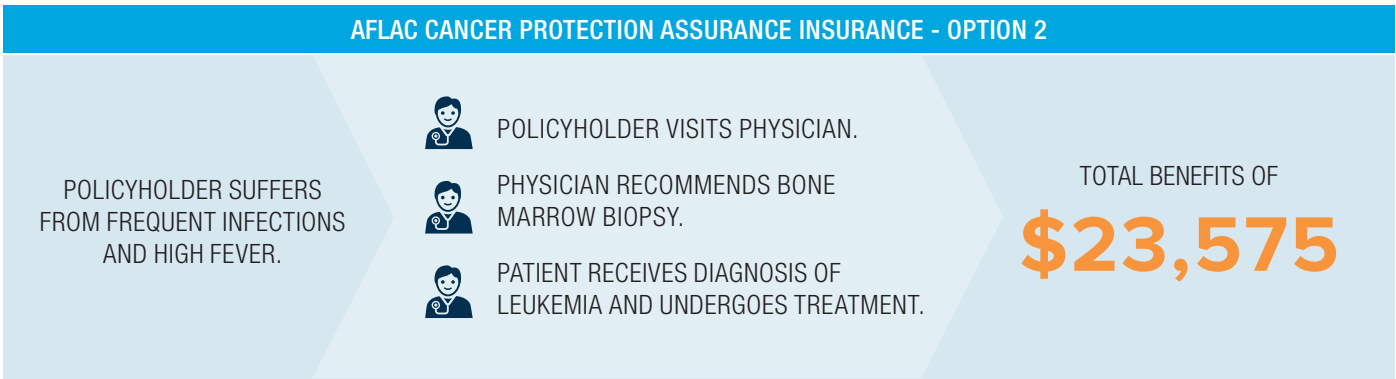 AFLAC CANCER PROTECTION ASSURANCE INSURANCE - OPTION 2
POLICYHOLDER SUFFERS
FROM FREQUENT INFECTIONS
AND HIGH FEVER.
POLICYHOLDER VISITS PHYSICIAN.
PHYSICIAN RECOMMENDS BONE
MARROW BIOPSY.
PATIENT RECEIVES DIAGNOSIS OF
LEUKEMIA AND UNDERGOES TREATMENT.
TOTAL BENEFITS OF
$23,575